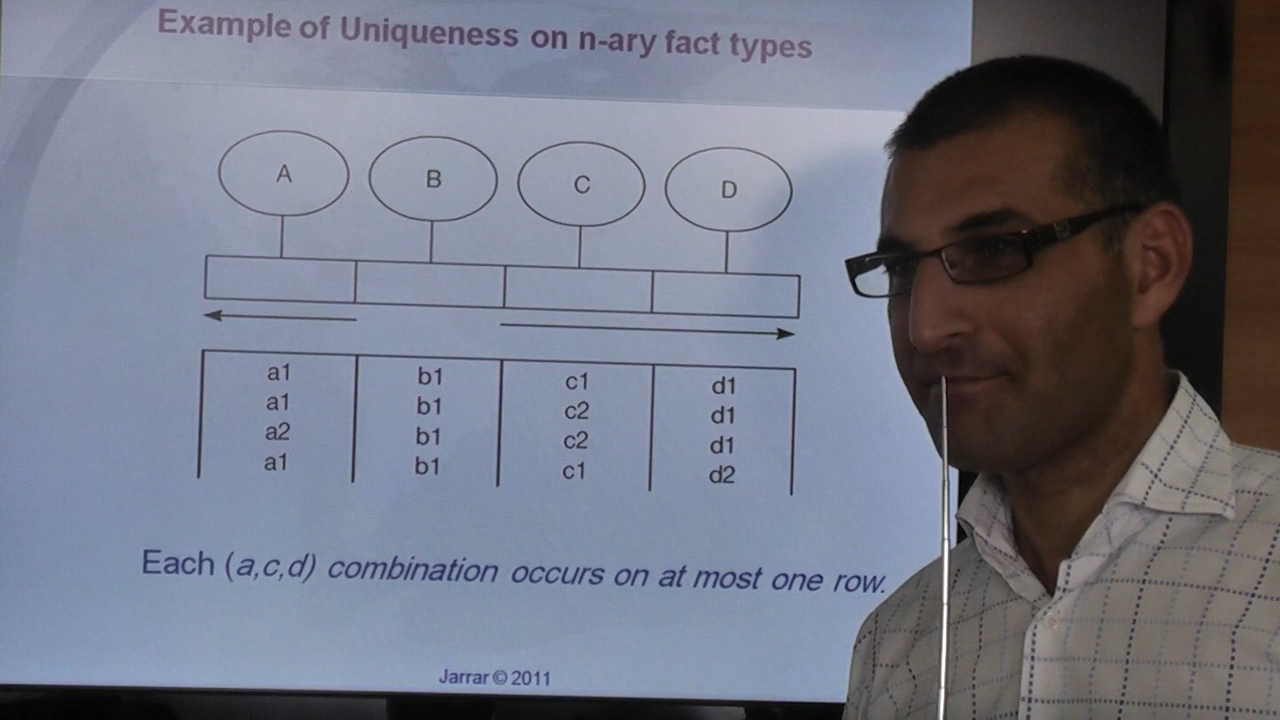 Example of Uniqueness on n-ary fact types
A B C D
a1 b1 c1 d1
a1 b1 c2 d1
a2 b1 c2 d1
a1 b1 c1 d2
Each (a,c,d) combination occurs on at most one row.
Jarrar © 2011